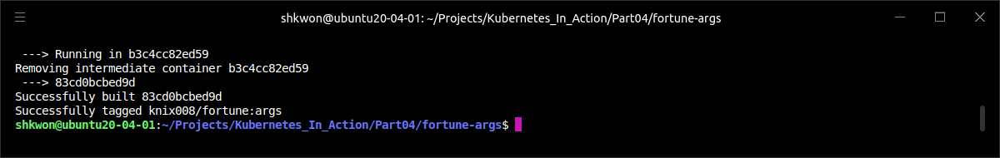 shkwon@ubuntu20-04-01: ~/Projects/Kubernetes_In_Action/Part04/fortune-args
---> Running in b3c4cc82ed59
Removing intermediate container b3c4cc82ed59
---> 83cd0bcbed9d
Successfully built 83cd0bcbed9d
Successfully tagged knix008/fortune:args
shkwon@ubuntu20-04-01:~/Projects/Kubernetes_In_Action/Part04/fortune-args$